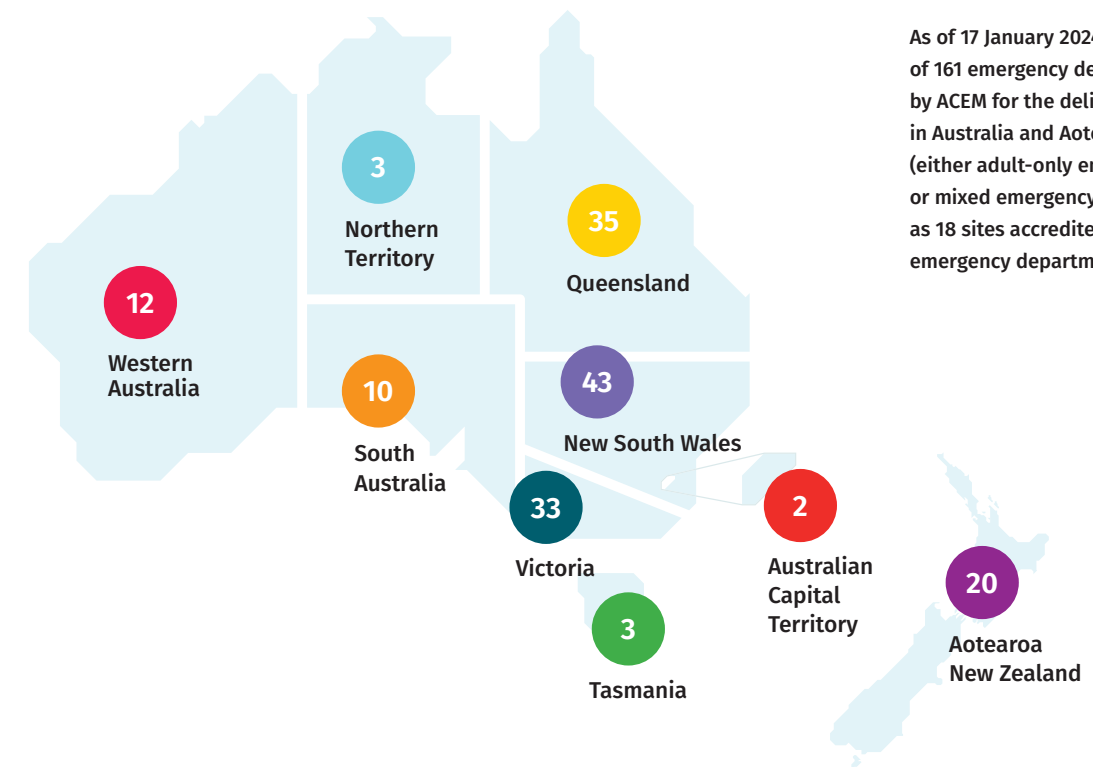 As of 17 January 202
of 161 emergency
by ACEM for the
in Australia and
(either adult-only
or mixed emergency
as 18 sites
emergency
3
Northern
Territory
35
Queensland
12
Western
Australia
10
South
Australia
43
New South Wales
33
Victoria
2
Australian
Capital
Territory
3
Tasmania
20
Aotearoa
New Zealand